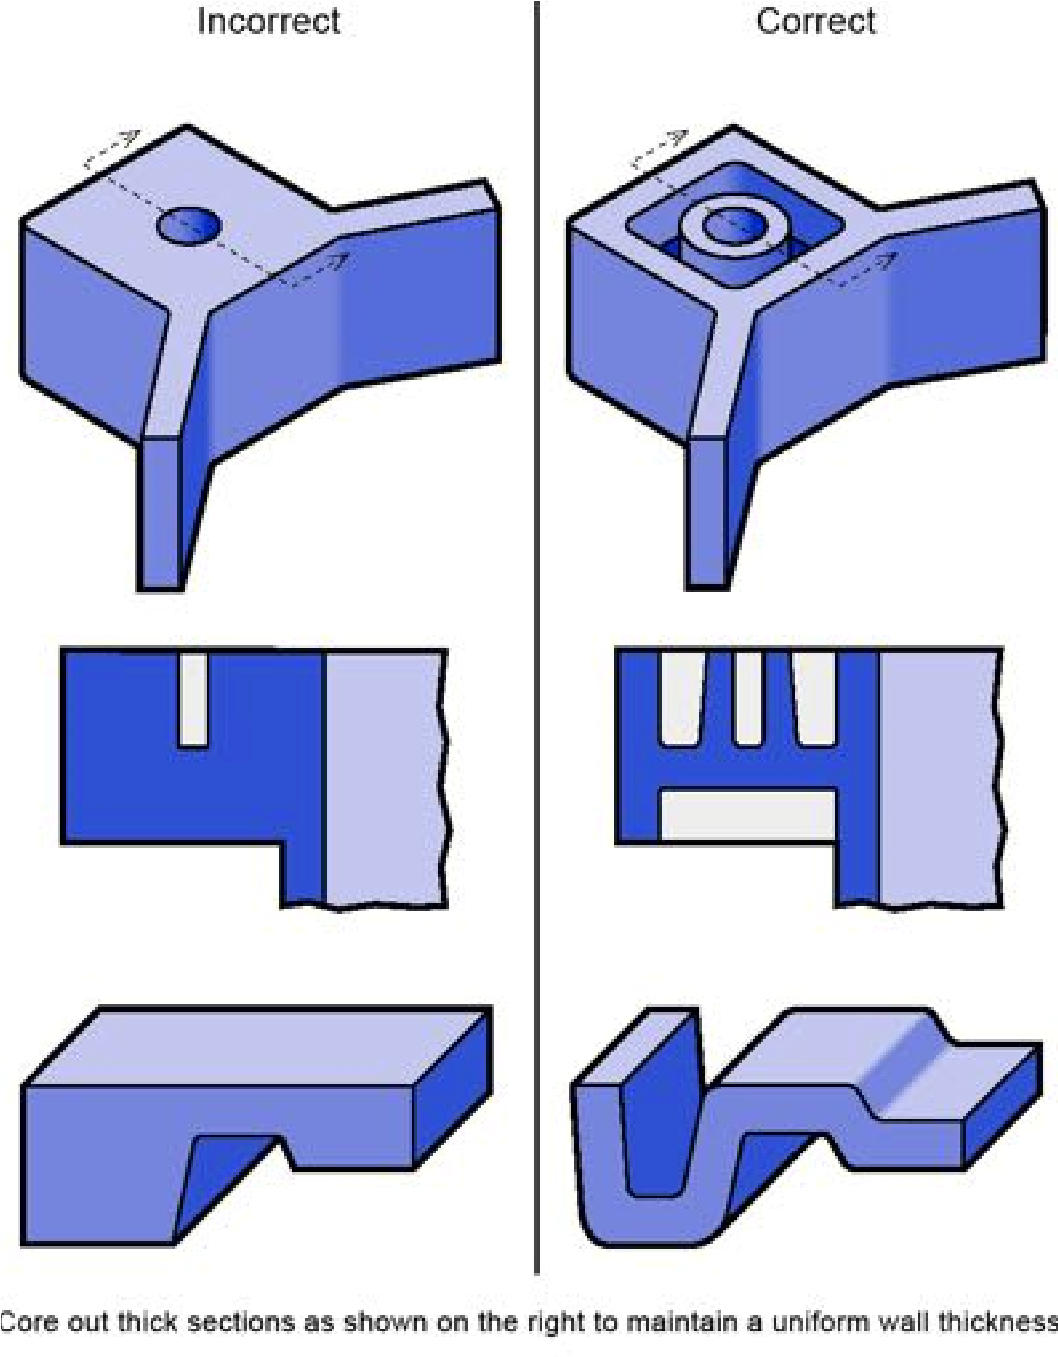 Incorrect
Correct
Core out thick sections as shown on the right to maintain a uniform wall thickness